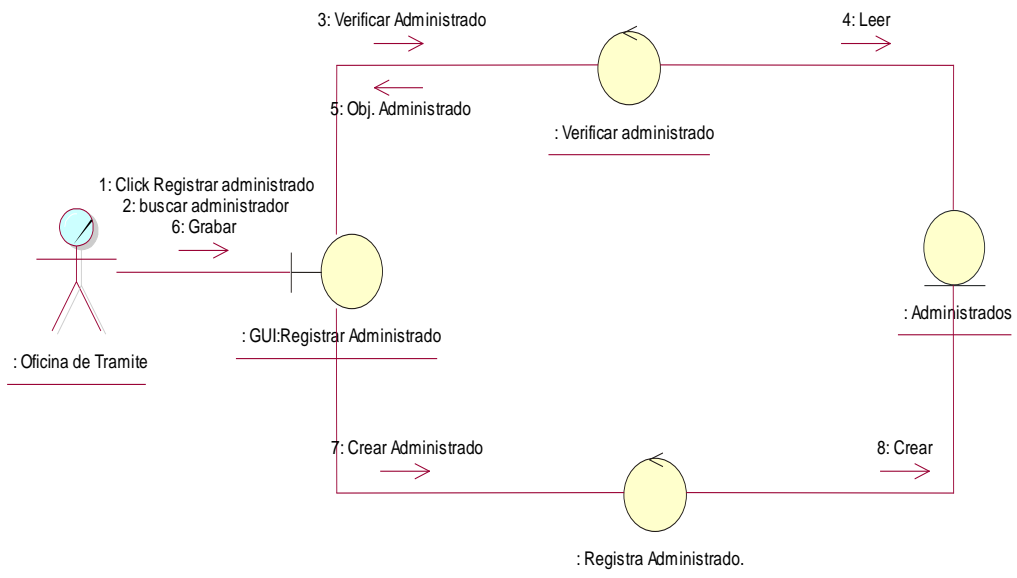 3: Verificar Administrado
4: Leer
5: Obj. Administrado
: Verificar administrado
1: Click Registrar administrado
2: buscar administrador
6: Grabar
: Administrados
: GUI:Registrar Administrado
: Oficina de Tramite
7: Crear Administrado
8: Crear
: Registra Administrado.